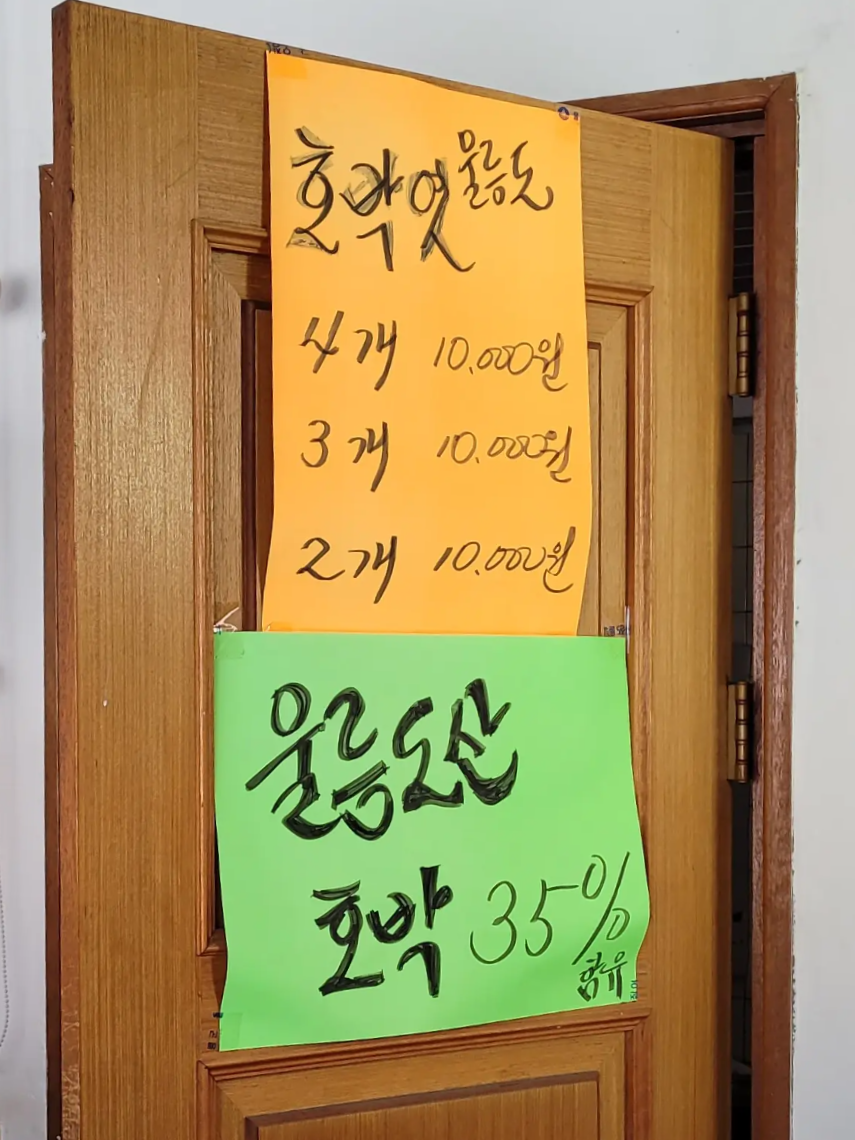 호박엿 울릉도
4개 10.000원
3개 10.000원
2개 10.000원
울릉도산
호박 35%
함유